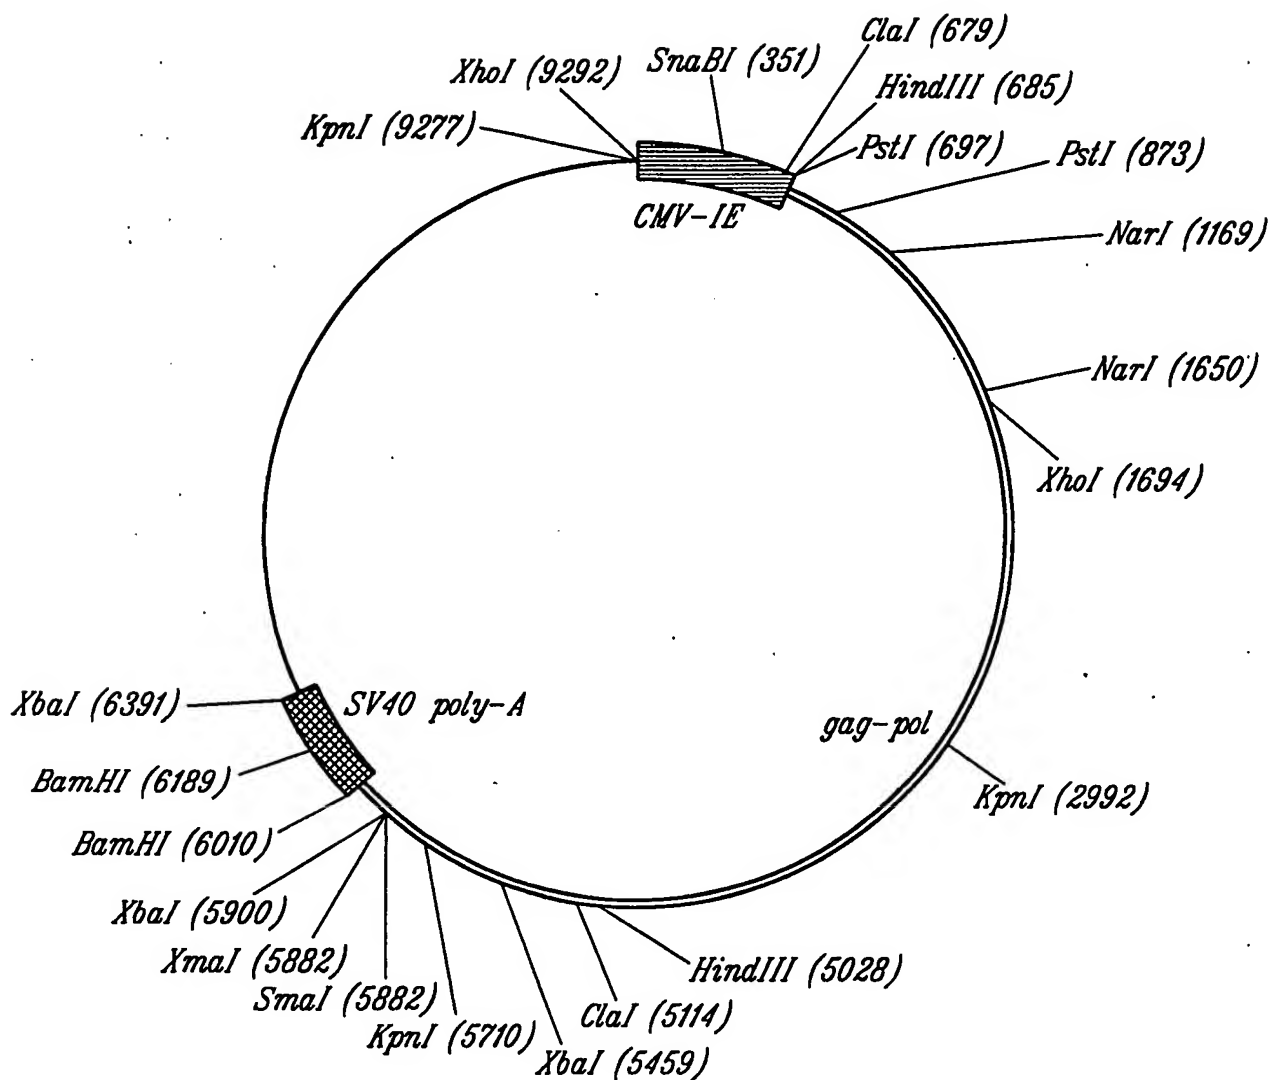 ClaI (679)
SnaBI (351)
XhoI (9292)
HindIII (685)
KpnI (9277)
PstI (697)
PstI (873)
CMV-IE
NarI (1169)
NarI (1650)
XhoI (1694)
XbaI (6391)
SV40 poly-A
gag-pol
BamHI (6189)
KpnI (2992)
BamHI (6010)
XbaI (5900)
XmaI (5882)
HindIII (5028)
SmaI (5882)
ClaI (5114)
KpnI (5710)
XbaI (5459)